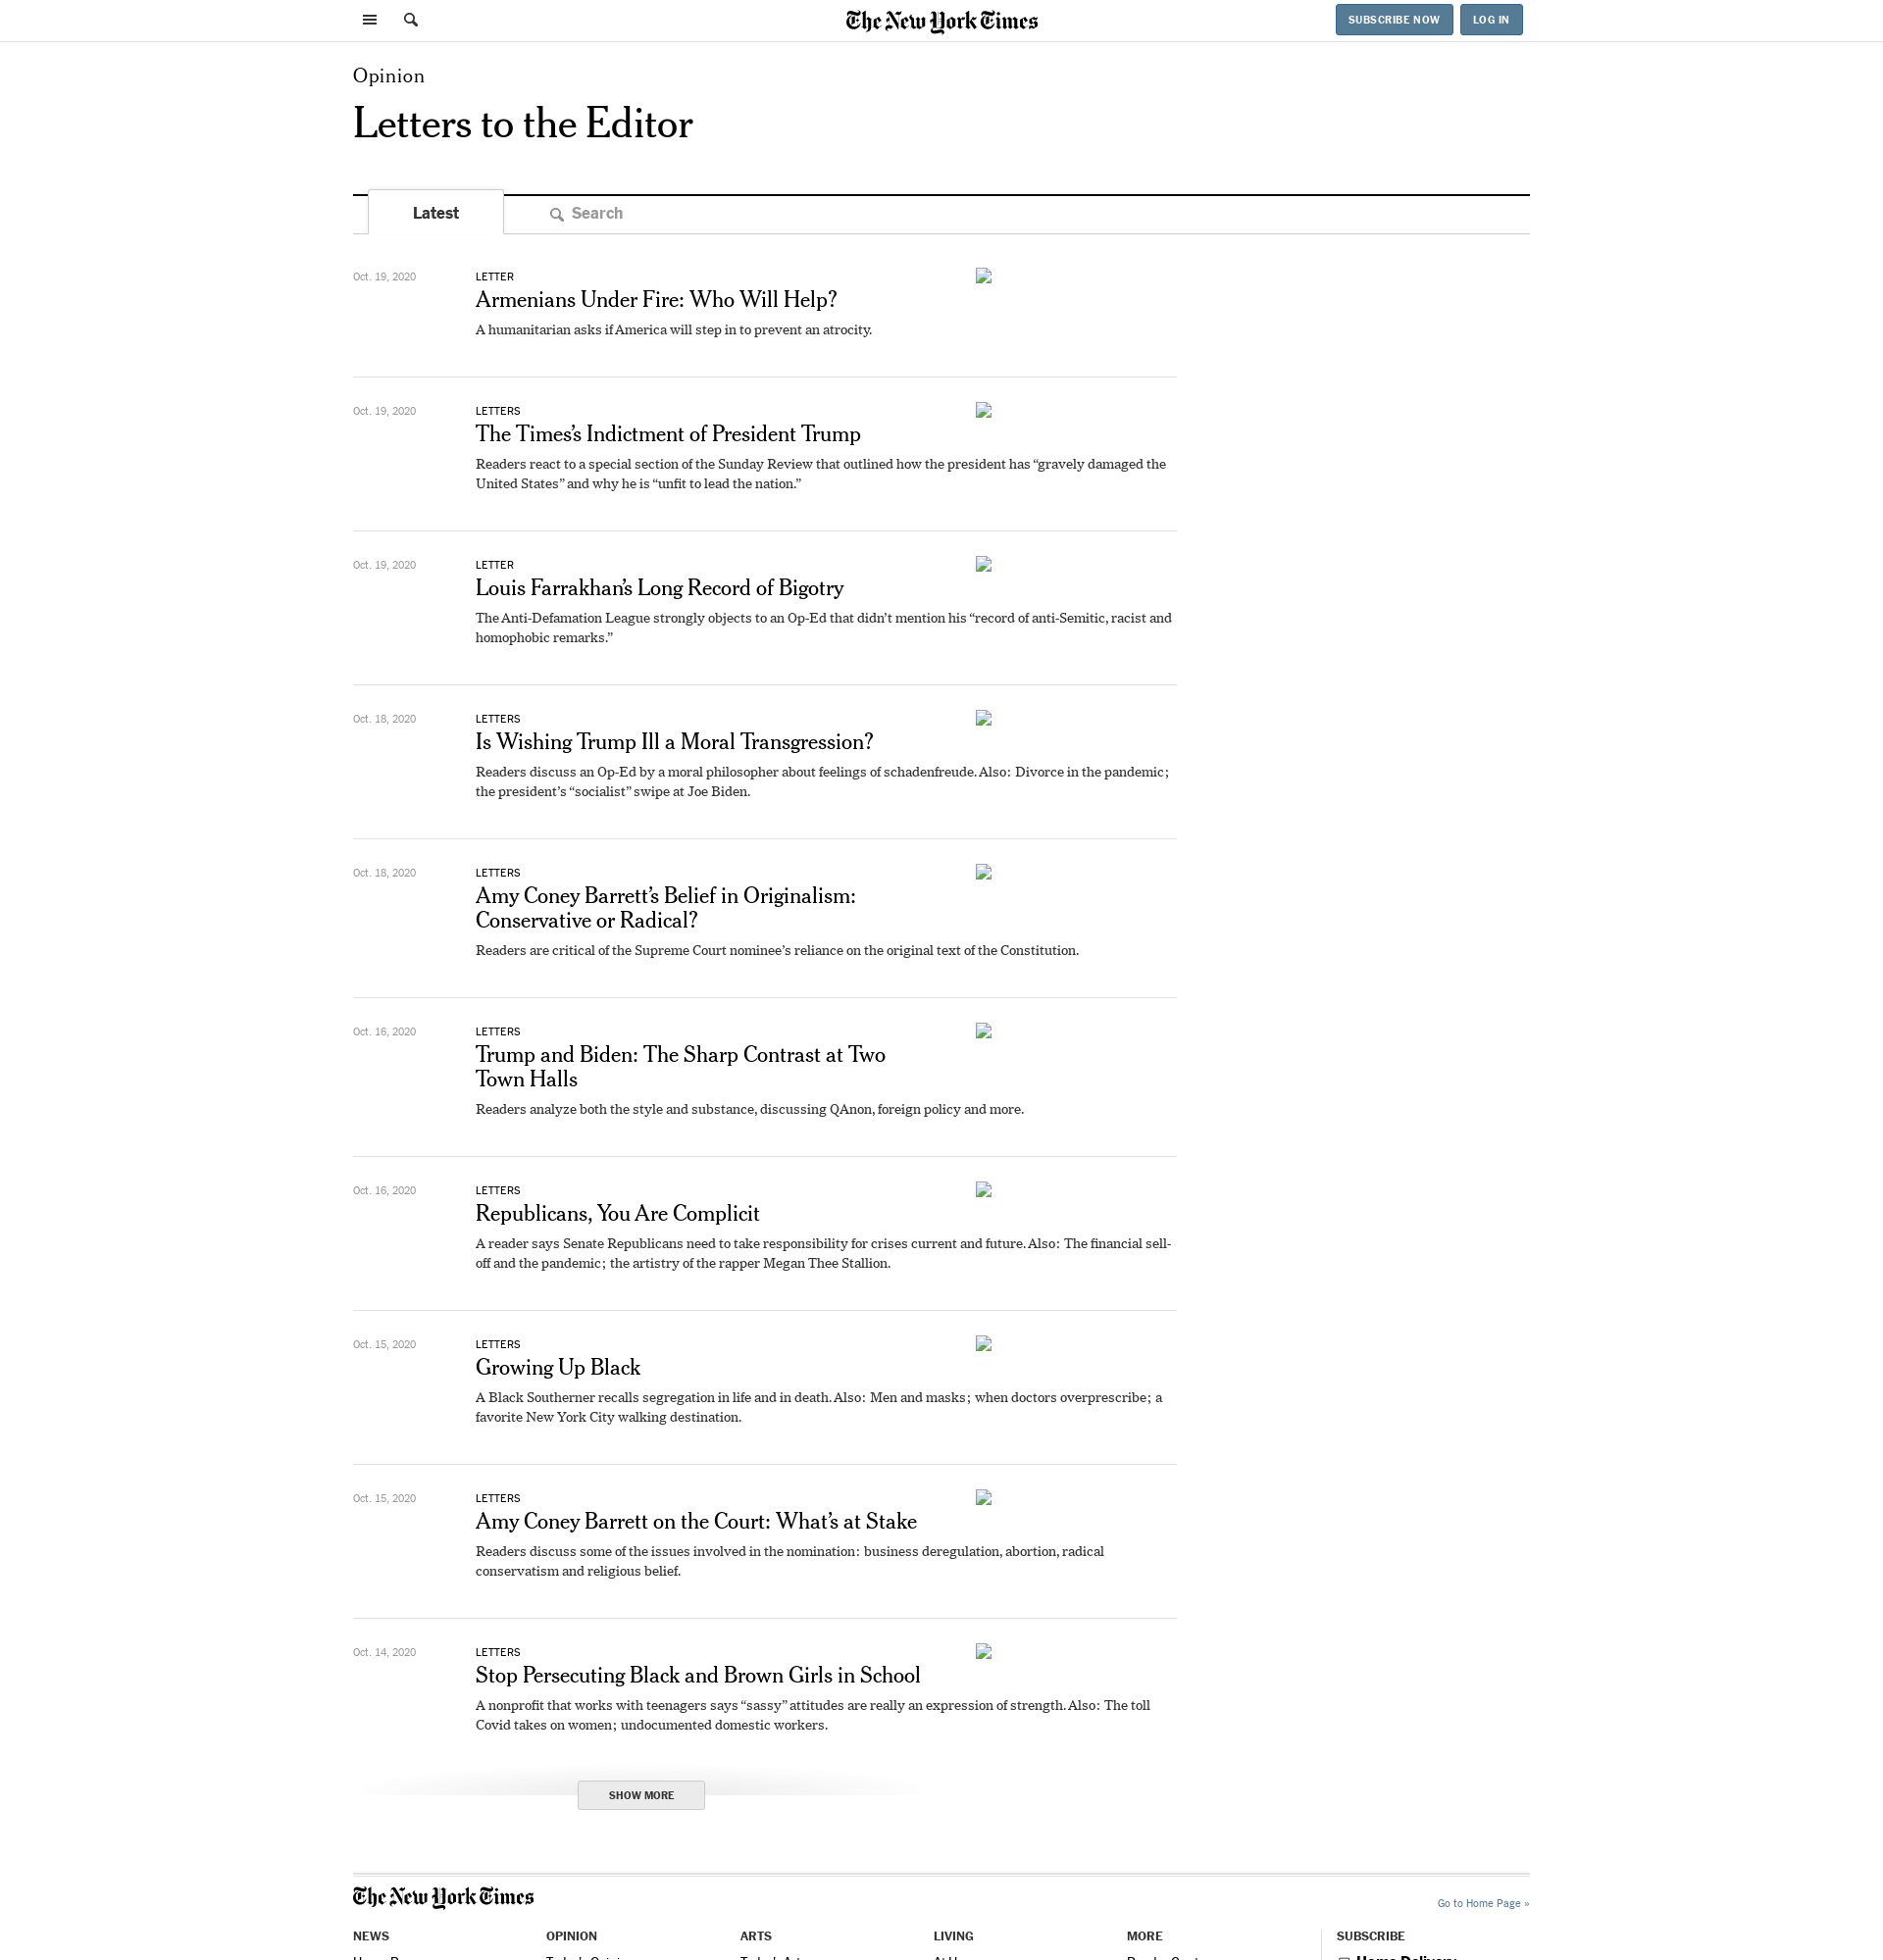 The New York Times
SUBSCRIBE NOW
LOG IN
Opinion
Letters to the Editor
Latest
Search
Oct. 19, 2020
LETTER
Armenians Under Fire: Who Will Help?
A humanitarian asks if America will step in to prevent an atrocity.
Oct. 19, 2020
LETTERS
The Times’s Indictment of President Trump
Readers react to a special section of the Sunday Review that outlined how the president has “gravely damaged the
United States” and why he is “unfit to lead the nation.”
Oct. 19, 2020
LETTER
Louis Farrakhan’s Long Record of Bigotry
The Anti-Defamation League strongly objects to an Op-Ed that didn’t mention his “record of anti-Semitic, racist and
homophobic remarks.”
Oct. 18, 2020
LETTERS
Is Wishing Trump Ill a Moral Transgression?
Readers discuss an Op-Ed by a moral philosopher about feelings of schadenfreude. Also: Divorce in the pandemic;
the president’s “socialist” swipe at Joe Biden.
Oct. 18, 2020
LETTERS
Amy Coney Barrett’s Belief in Originalism:
Conservative or Radical?
Readers are critical of the Supreme Court nominee’s reliance on the original text of the Constitution.
Oct. 16, 2020
LETTERS
Trump and Biden: The Sharp Contrast at Two
Town Halls
Readers analyze both the style and substance, discussing QAnon, foreign policy and more.
Oct. 16, 2020
LETTERS
Republicans, You Are Complicit
A reader says Senate Republicans need to take responsibility for crises current and future. Also: The financial sell-
off and the pandemic; the artistry of the rapper Megan Thee Stallion.
Oct. 15, 2020
LETTERS
Growing Up Black
A Black Southerner recalls segregation in life and in death. Also: Men and masks; when doctors overprescribe; a
favorite New York City walking destination.
Oct. 15, 2020
LETTERS
Amy Coney Barrett on the Court: What’s at Stake
Readers discuss some of the issues involved in the nomination: business deregulation, abortion, radical
conservatism and religious belief.
Oct. 14, 2020
LETTERS
Stop Persecuting Black and Brown Girls in School
A nonprofit that works with teenagers says “sassy” attitudes are really an expression of strength. Also: The toll
Covid takes on women; undocumented domestic workers.
SHOW MORE
The New York Times
Go to Home Page »
NEWS
OPINION
ARTS
LIVING
MORE
SUBSCRIBE